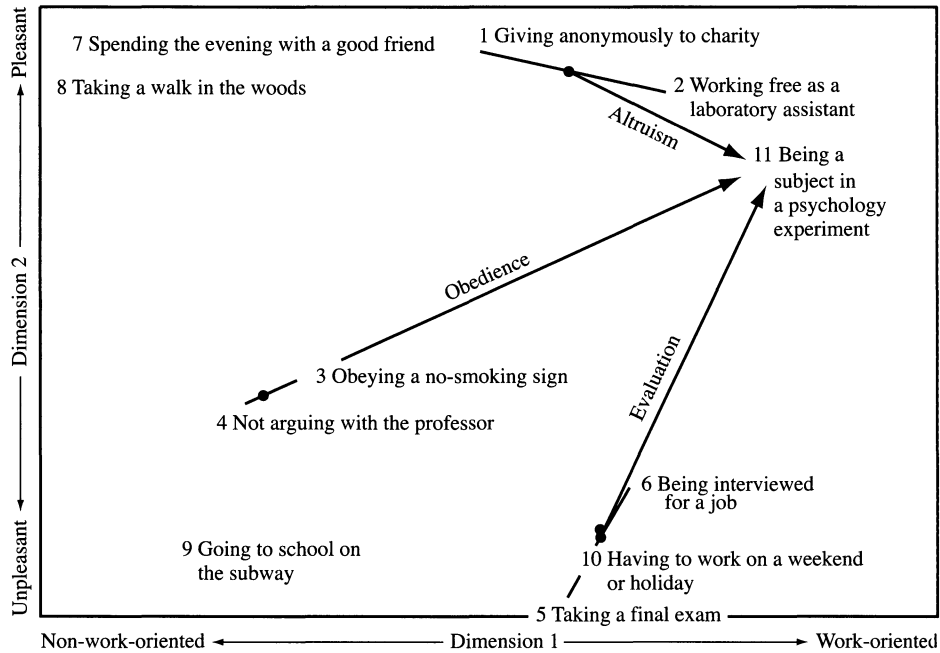 Pleasant
Dimension 2
Unpleasant
7 Spending the evening with a good friend
1 Giving anonymously to charity
8 Taking a walk in the woods
2 Working free as a
laboratory assistant
Altruism
11 Being a
subject in
a psychology
experiment
Obedience
3 Obeying a no-smoking sign
4 Not arguing with the professor
Evaluation
6 Being interviewed
for a job
9 Going to school on
the subway
10 Having to work on a weekend
or holiday
5 Taking a final exam
Non-work-oriented
Dimension 1
Work-oriented